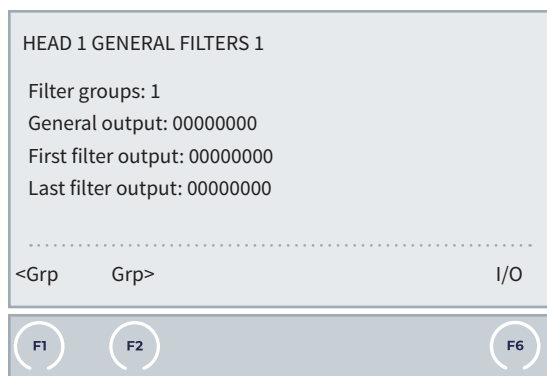 HEAD 1 GENERAL FILTERS 1
Filter groups: 1
General output: 00000000
First filter output: 00000000
Last filter output: 00000000
<Grp Grp> I/O
F1 F2 F6